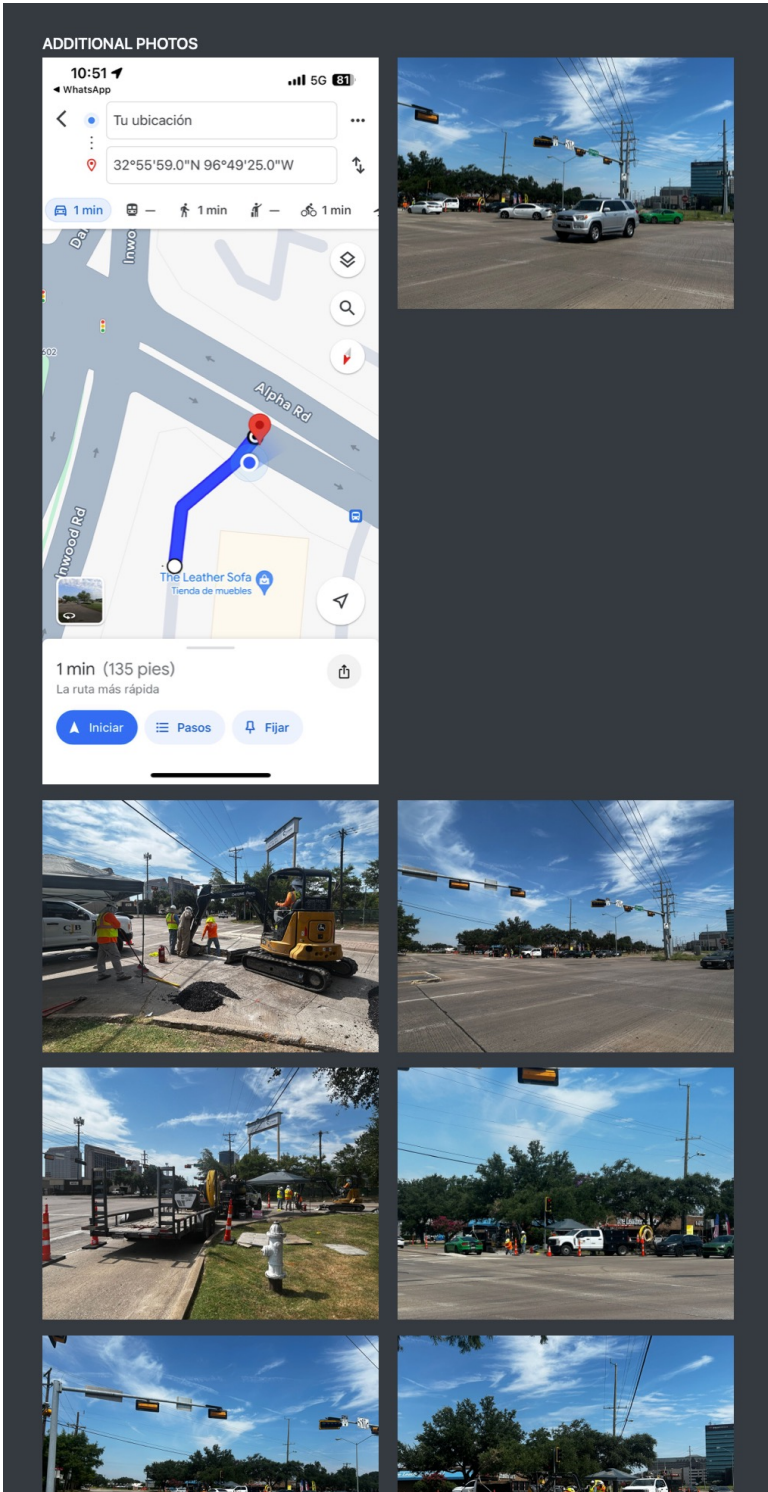 ADDITIONAL PHOTOS
10:51
5G 81
◄ WhatsApp
Tu ubicación
32°55'59.0"N 96°49'25.0"W
1 min
—
1 min
—
1 min
Inwo
602
Alpha Rd
Inwood Rd
The Leather Sofa
Tienda de muebles
1 min (135 pies)
La ruta más rápida
Iniciar
Pasos
Fijar